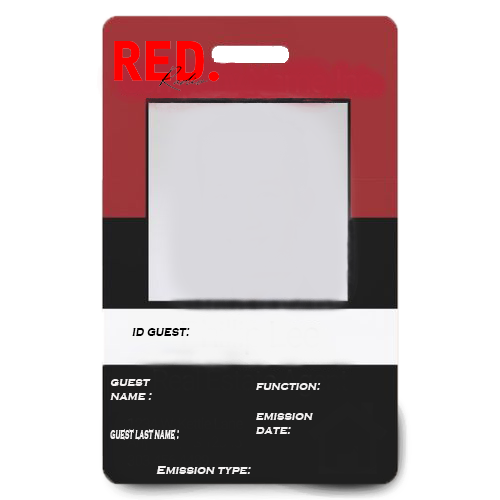 RED.
ID GUEST:
GUEST
NAME :
FUNCTION:
GUEST LAST NAME :
EMISSION
DATE:
EMISSION TYPE: